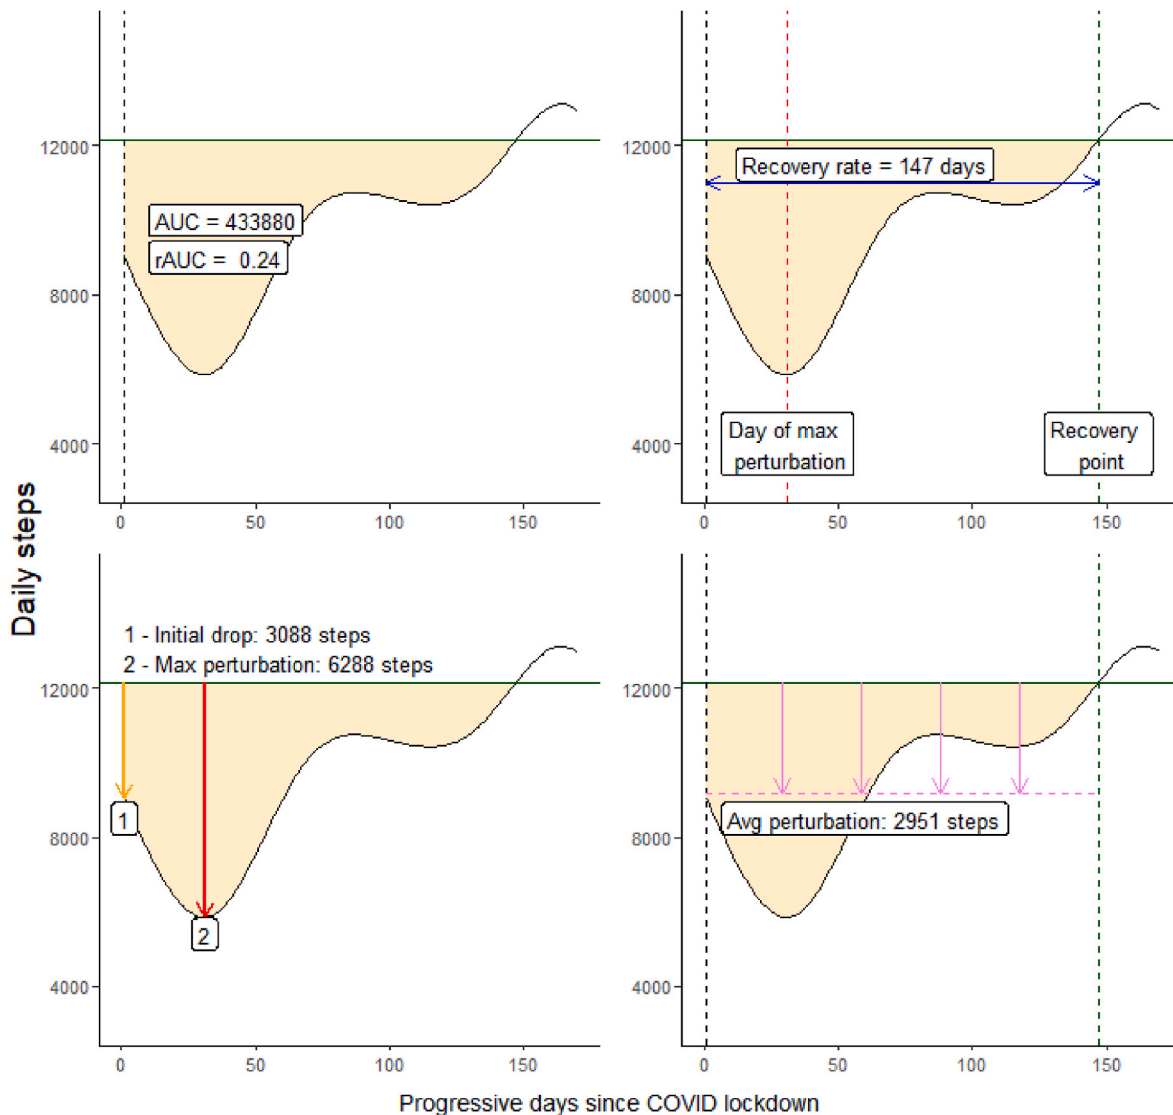 12000
8000
4000
AUC = 433880
rAUC = 0.24
0 50 100 150
12000
8000
4000
Recovery rate = 147 days
Day of max
perturbation
Recovery
point
0 50 100 150
Daily steps
1 - Initial drop: 3088 steps
2 - Max perturbation: 6288 steps
12000
8000
4000
1
2
0 50 100 150
12000
8000
4000
Avg perturbation: 2951 steps
0 50 100 150
Progressive days since COVID lockdown